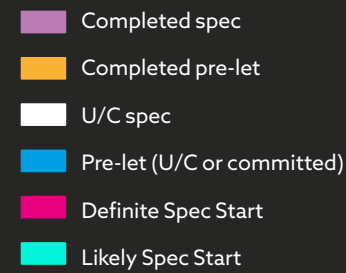 Completed spec
Completed pre-let
U/C spec
Pre-let (U/C or committed)
Definite Spec Start
Likely Spec Start